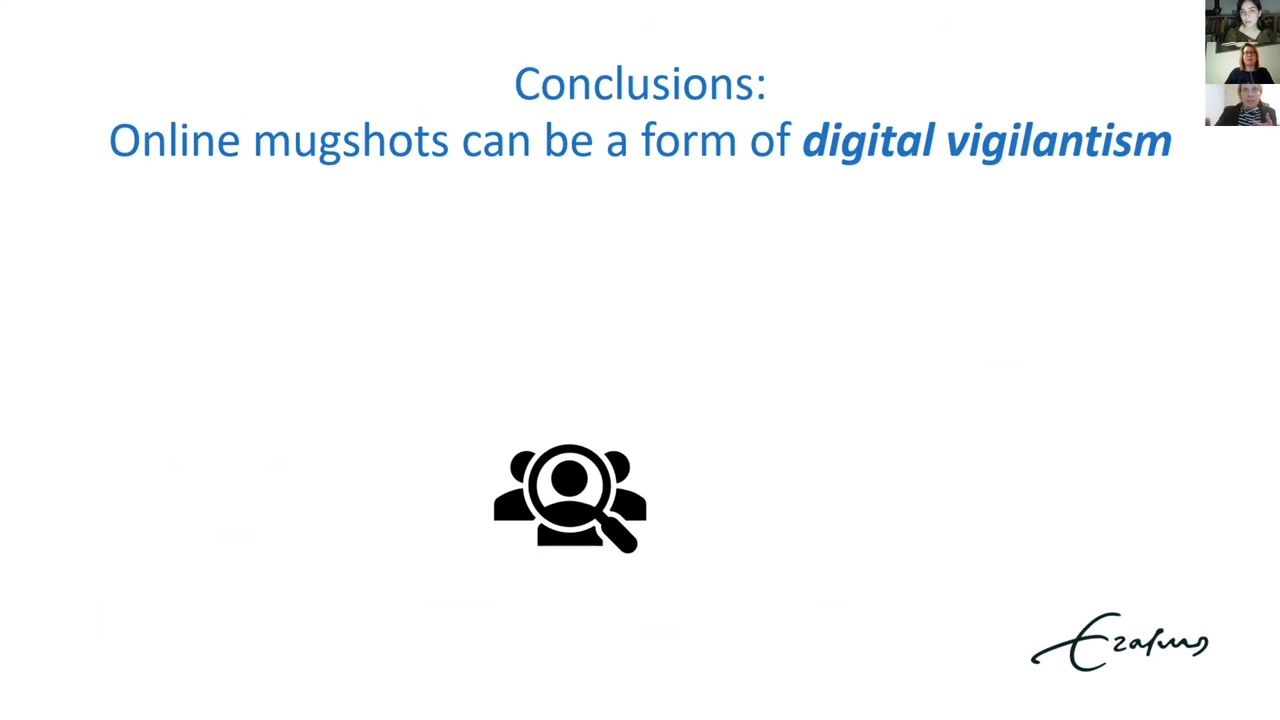 Conclusions:
Online mugshots can be a form of digital vigilantism
Erasmus